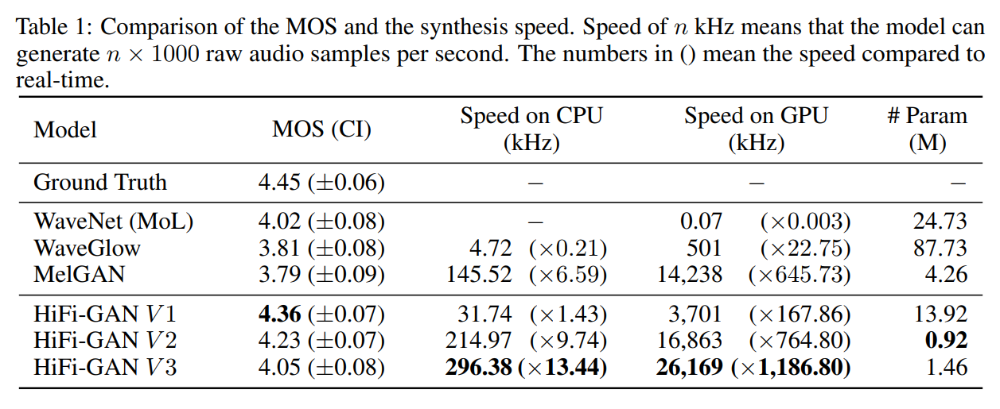 Table 1: Comparison of the MOS and the synthesis speed. Speed of n kHz means that the model can
generate n × 1000 raw audio samples per second. The numbers in () mean the speed compared to
real-time.
Model MOS (CI) Speed on CPU (kHz) Speed on GPU (kHz) # Param (M)
Ground Truth 4.45 (±0.06) − − −
WaveNet (MoL) 4.02 (±0.08) − 0.07 (×0.003) 24.73
WaveGlow 3.81 (±0.08) 4.72 (×0.21) 501 (×22.75) 87.73
MelGAN 3.79 (±0.09) 145.52 (×6.59) 14,238 (×645.73) 4.26
HiFi-GAN V1 4.36 (±0.07) 31.74 (×1.43) 3,701 (×167.86) 13.92
HiFi-GAN V2 4.23 (±0.07) 214.97 (×9.74) 16,863 (×764.80) 0.92
HiFi-GAN V3 4.05 (±0.08) 296.38 (×13.44) 26,169 (×1,186.80) 1.46